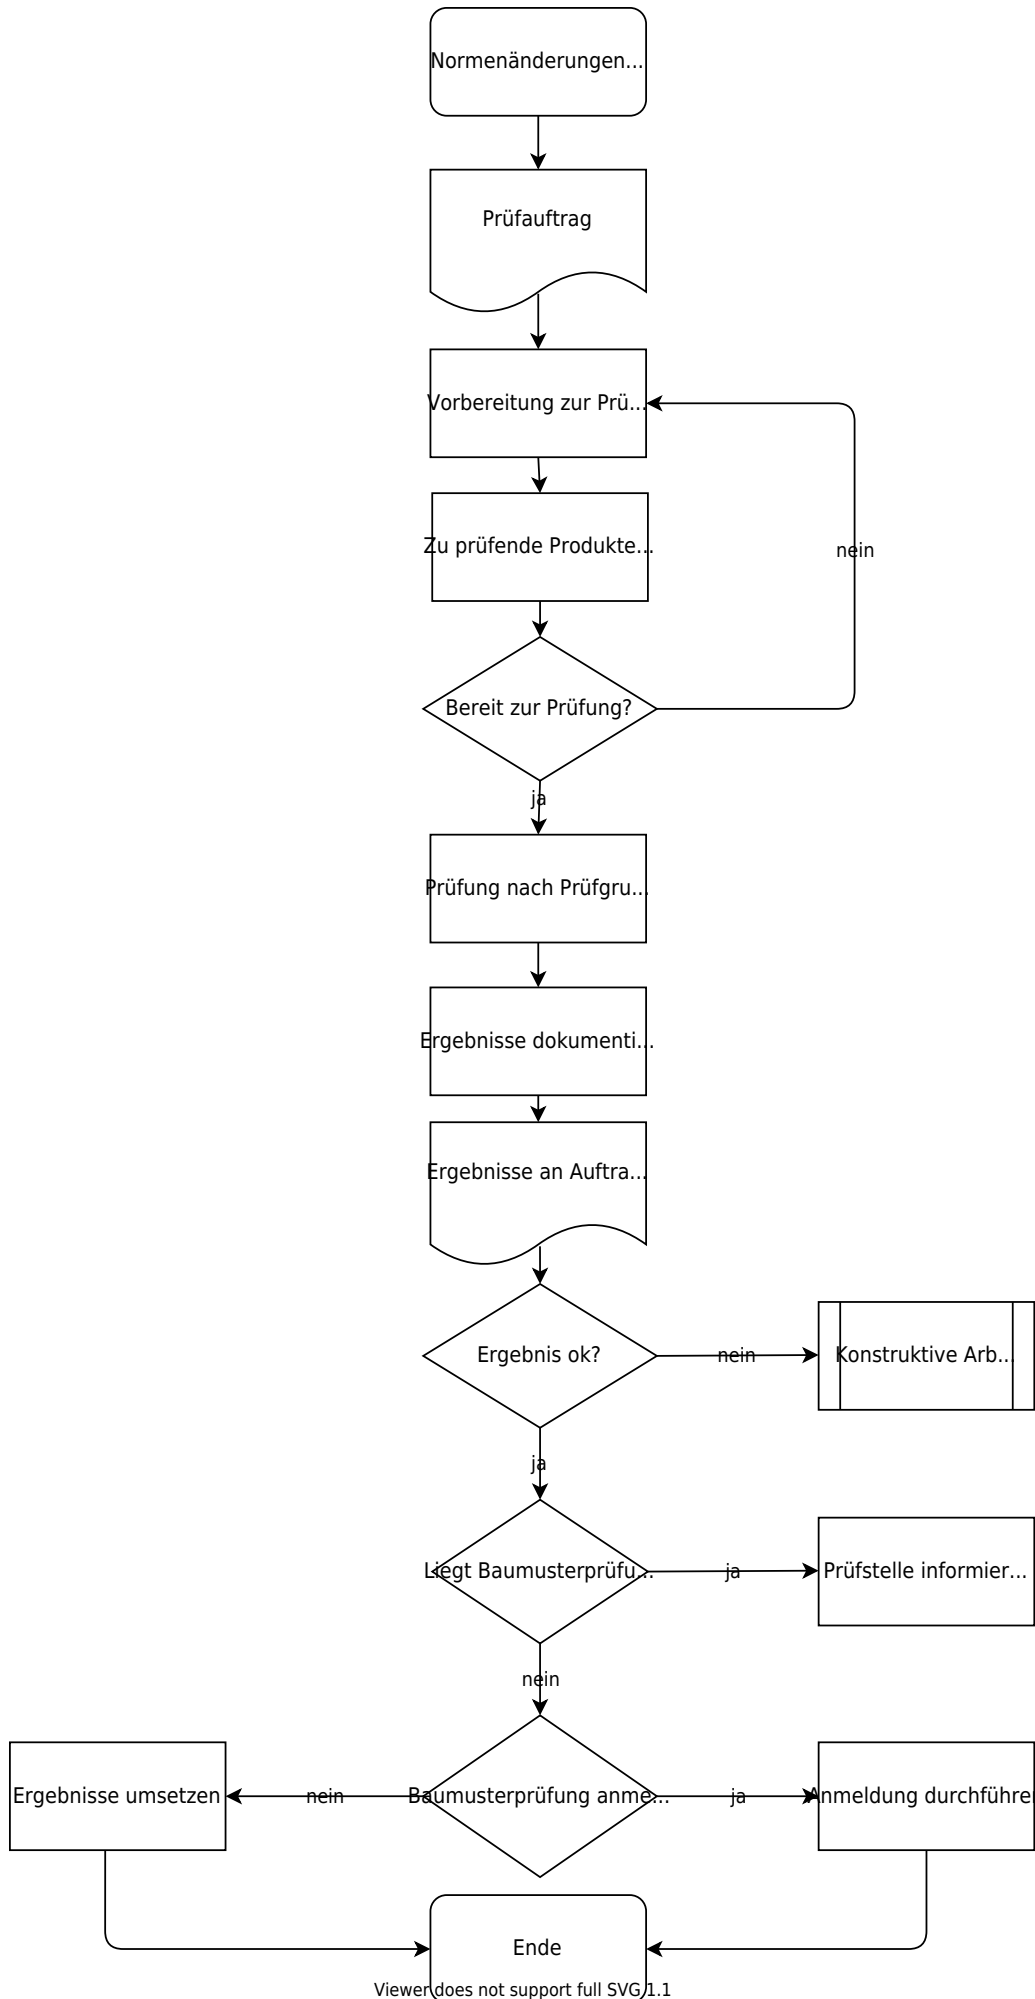 Normenänderungen...
Prüfauftrag
Vorbereitung zur Prü...
Zu prüfende Produkte...
nein
Bereit zur Prüfung?
ja
Prüfung nach Prüfgru...
Ergebnisse dokumenti...
Ergebnisse an Auftra...
Ergebnis ok?
nein
Konstruktive Arb...
ja
Liegt Baumusterprüfu...
ja
Prüfstelle informier...
nein
Ergebnisse umsetzen
nein
Baumusterprüfung anme...
ja
Anmeldung durchführen
Ende
Viewer does not support full SVG 1.1